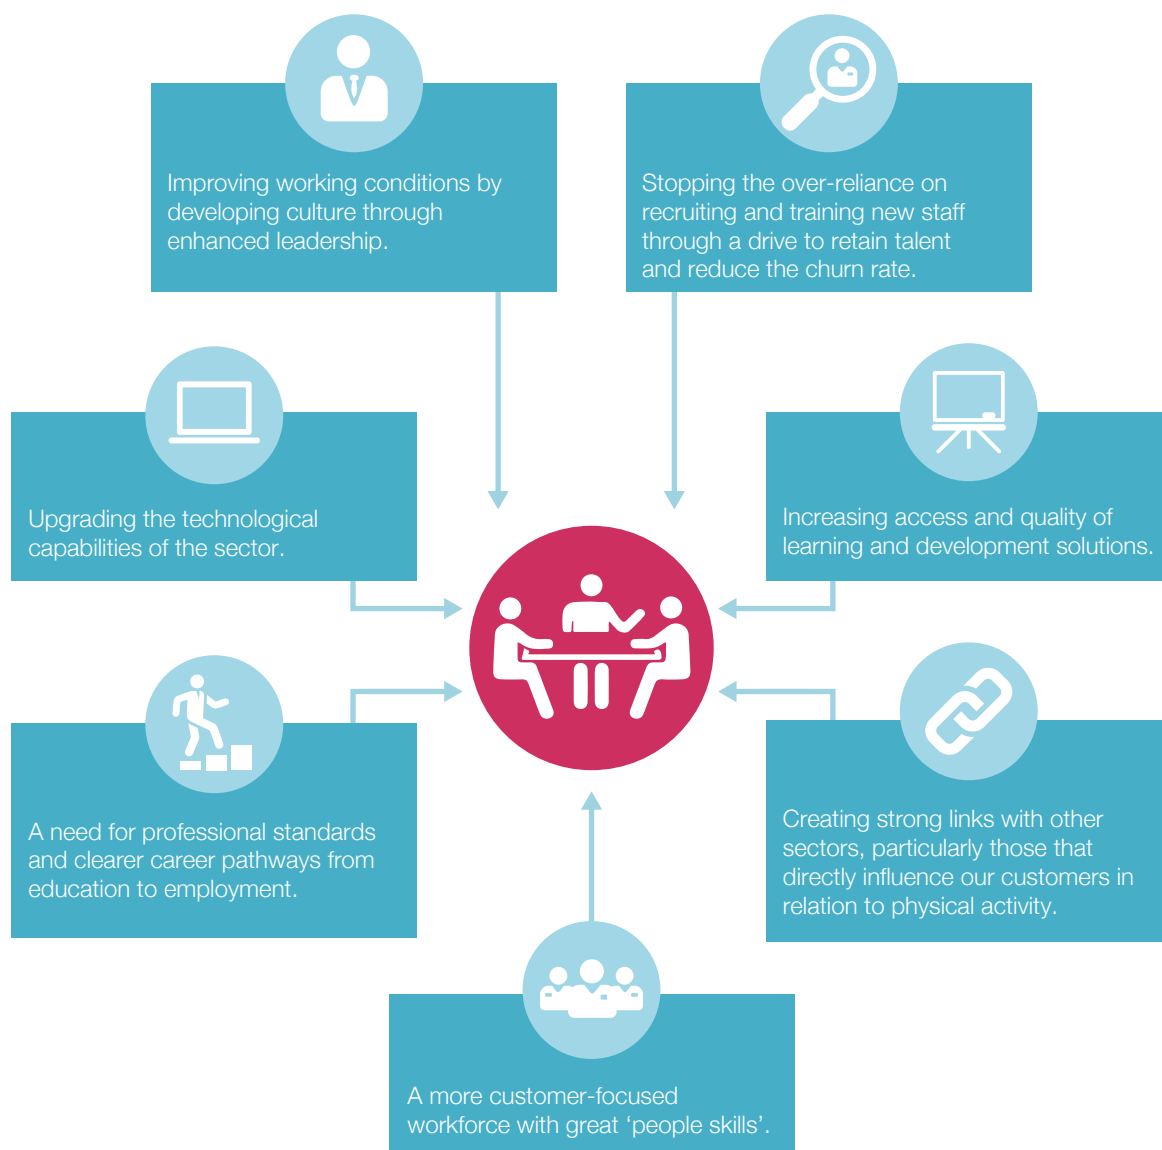 Improving working conditions by
developing culture through
enhanced leadership.
Stopping the over-reliance on
recruiting and training new staff
through a drive to retain talent
and reduce the churn rate.
Upgrading the technological
capabilities of the sector.
Increasing access and quality of
learning and development solutions.
A need for professional standards
and clearer career pathways from
education to employment.
Creating strong links with other
sectors, particularly those that
directly influence our customers in
relation to physical activity.
A more customer-focused
workforce with great ‘people skills’.